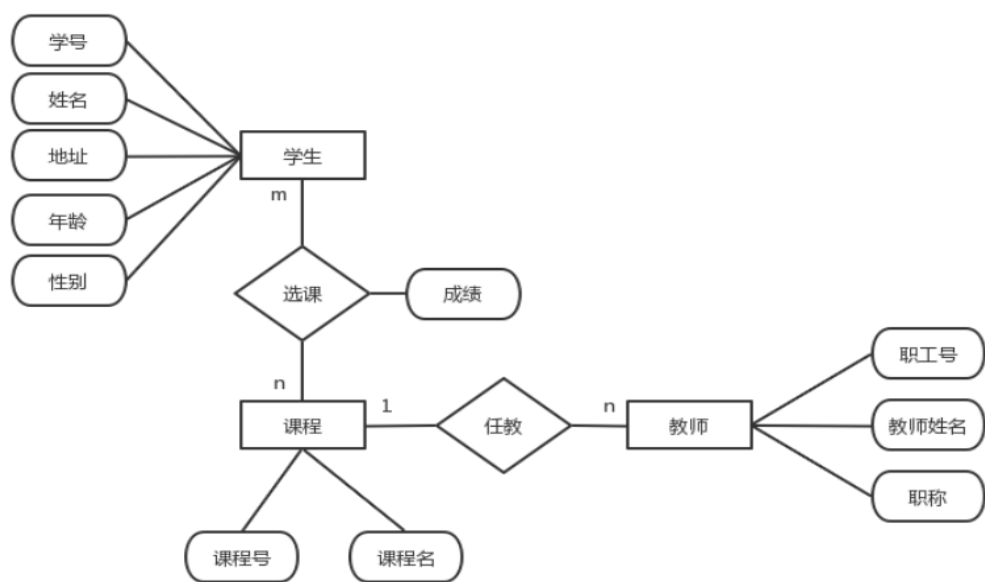 学号
姓名
地址
年龄
性别
学生
m
选课
成绩
n
课程
1
任教
n
教师
职工号
教师姓名
职称
课程号
课程名